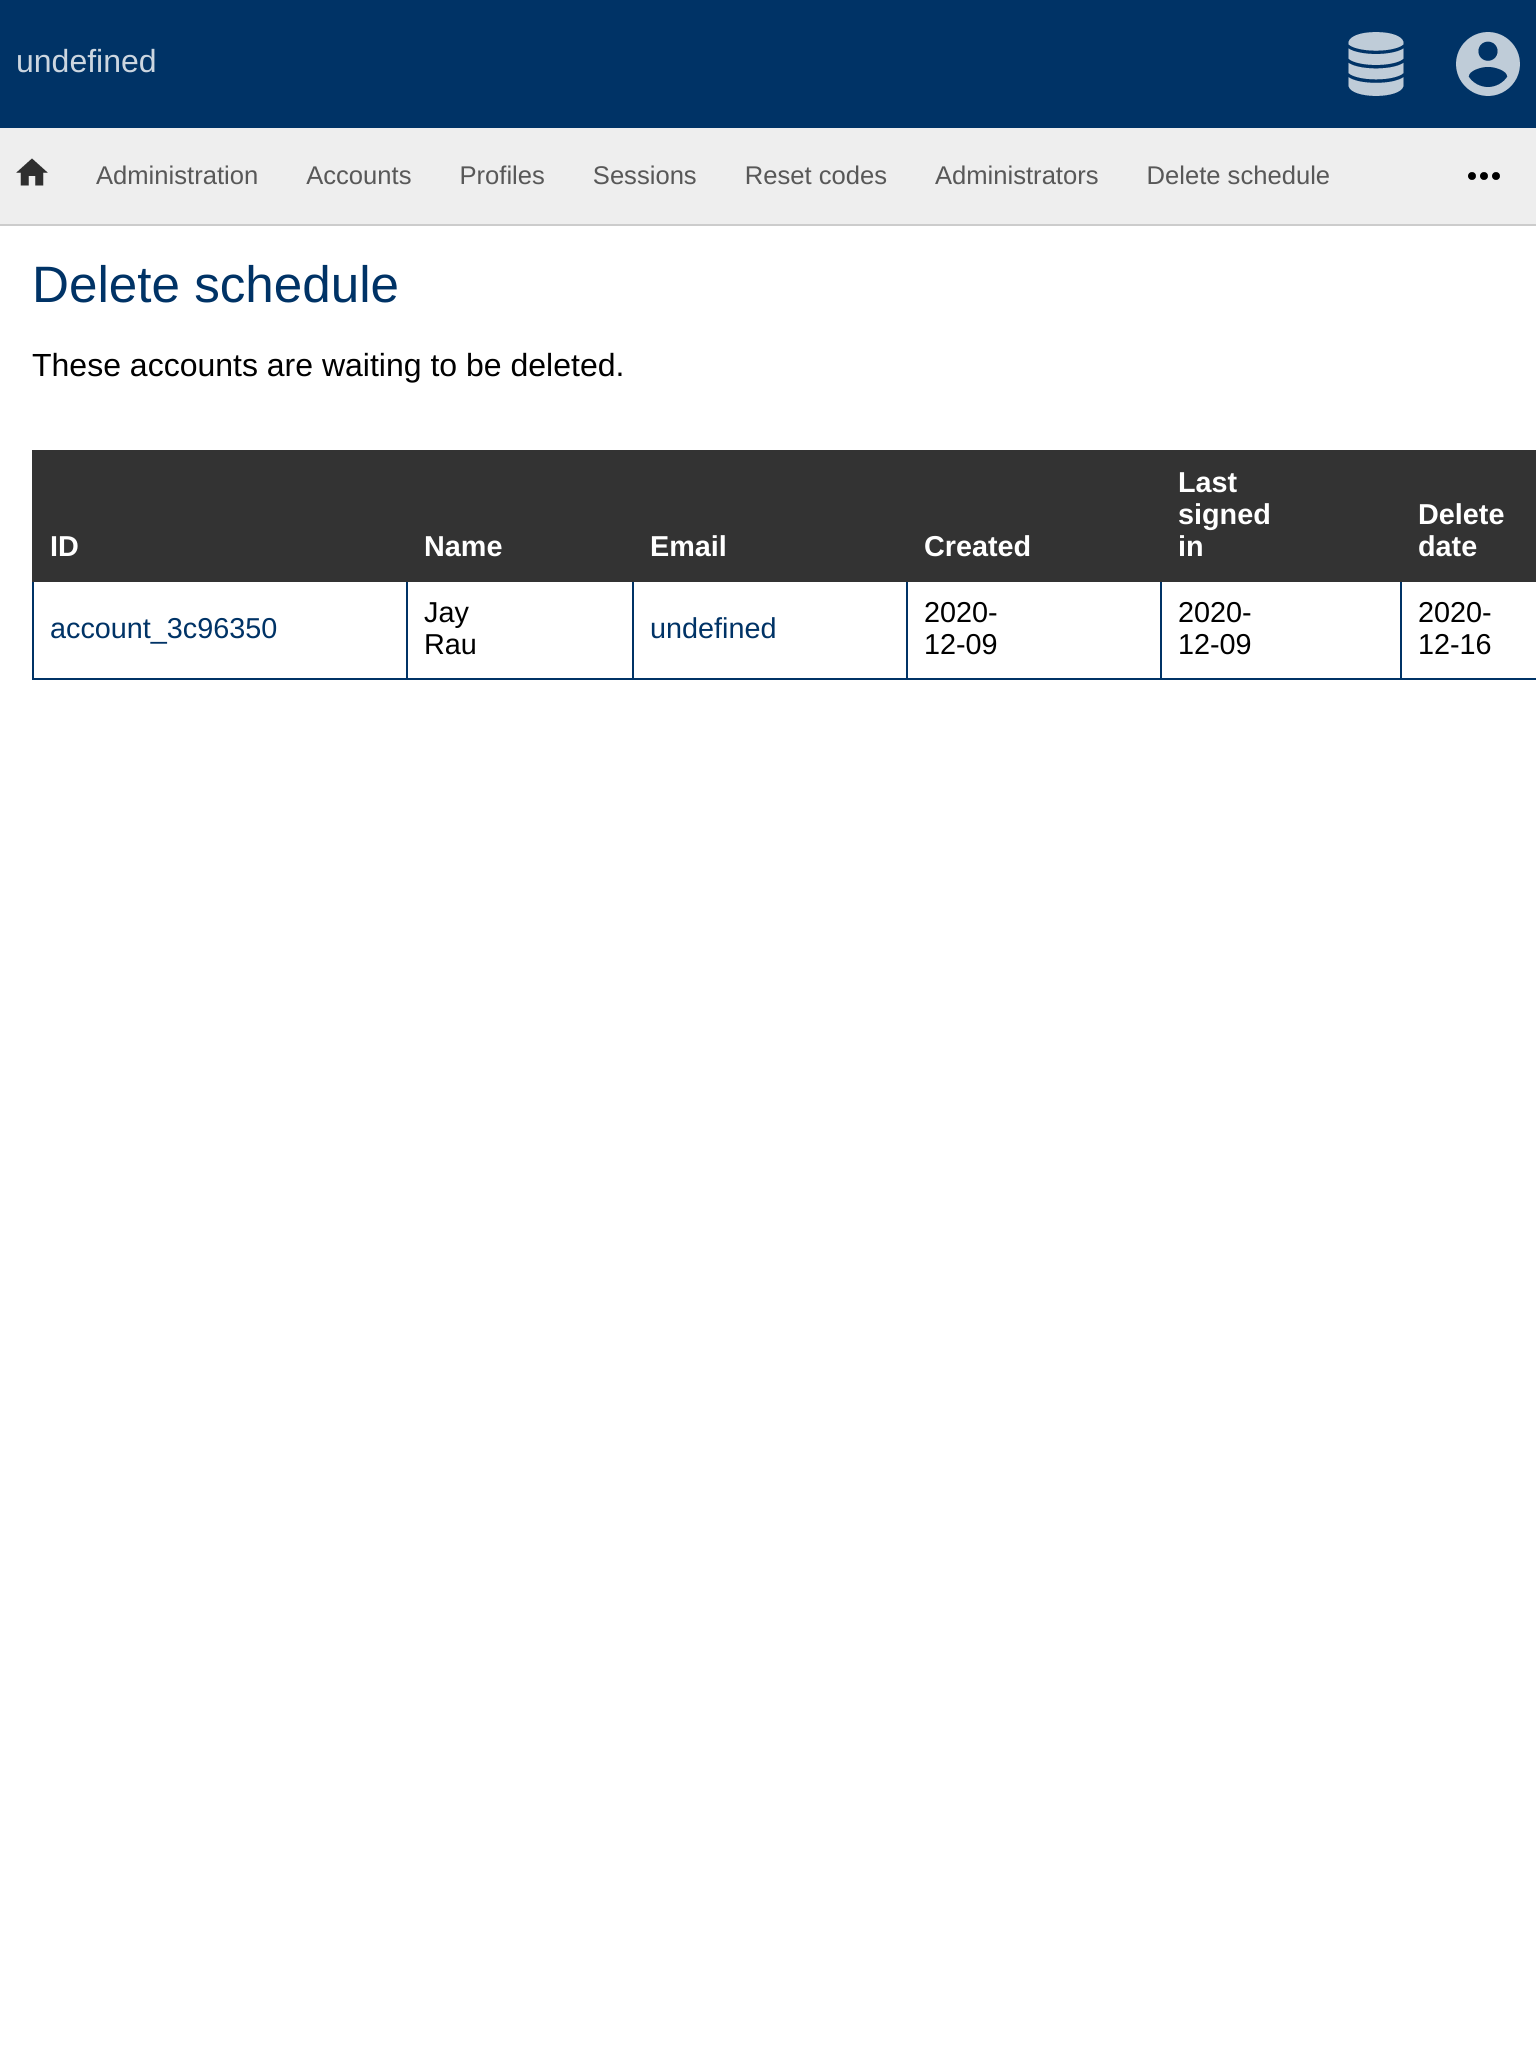 undefined
Administration Accounts Profiles Sessions Reset codes Administrators Delete schedule
Delete schedule
These accounts are waiting to be deleted.
ID Name Email Created Last signed in Delete date
account_3c96350 Jay Rau undefined 2020-12-09 2020-12-09 2020-12-16